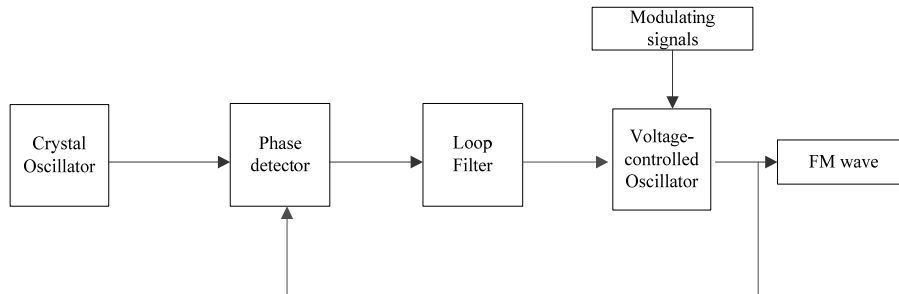 Modulating
signals
Crystal
Oscillator
Phase
detector
Loop
Filter
Voltage-
controlled
Oscillator
FM wave